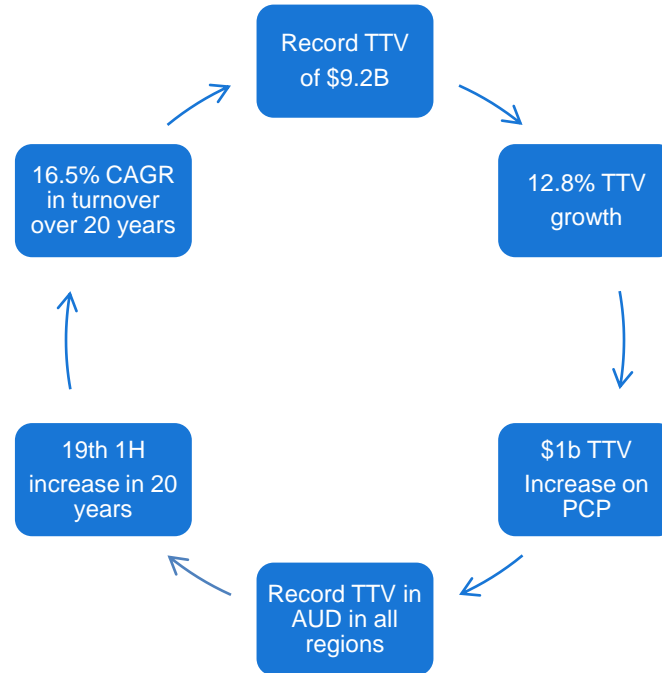 Record TTV
of $9.2B
12.8% TTV
growth
$1b TTV
Increase on
PCP
Record TTV in
AUD in all
regions
19th 1H
increase in 20
years
16.5% CAGR
in turnover
over 20 years